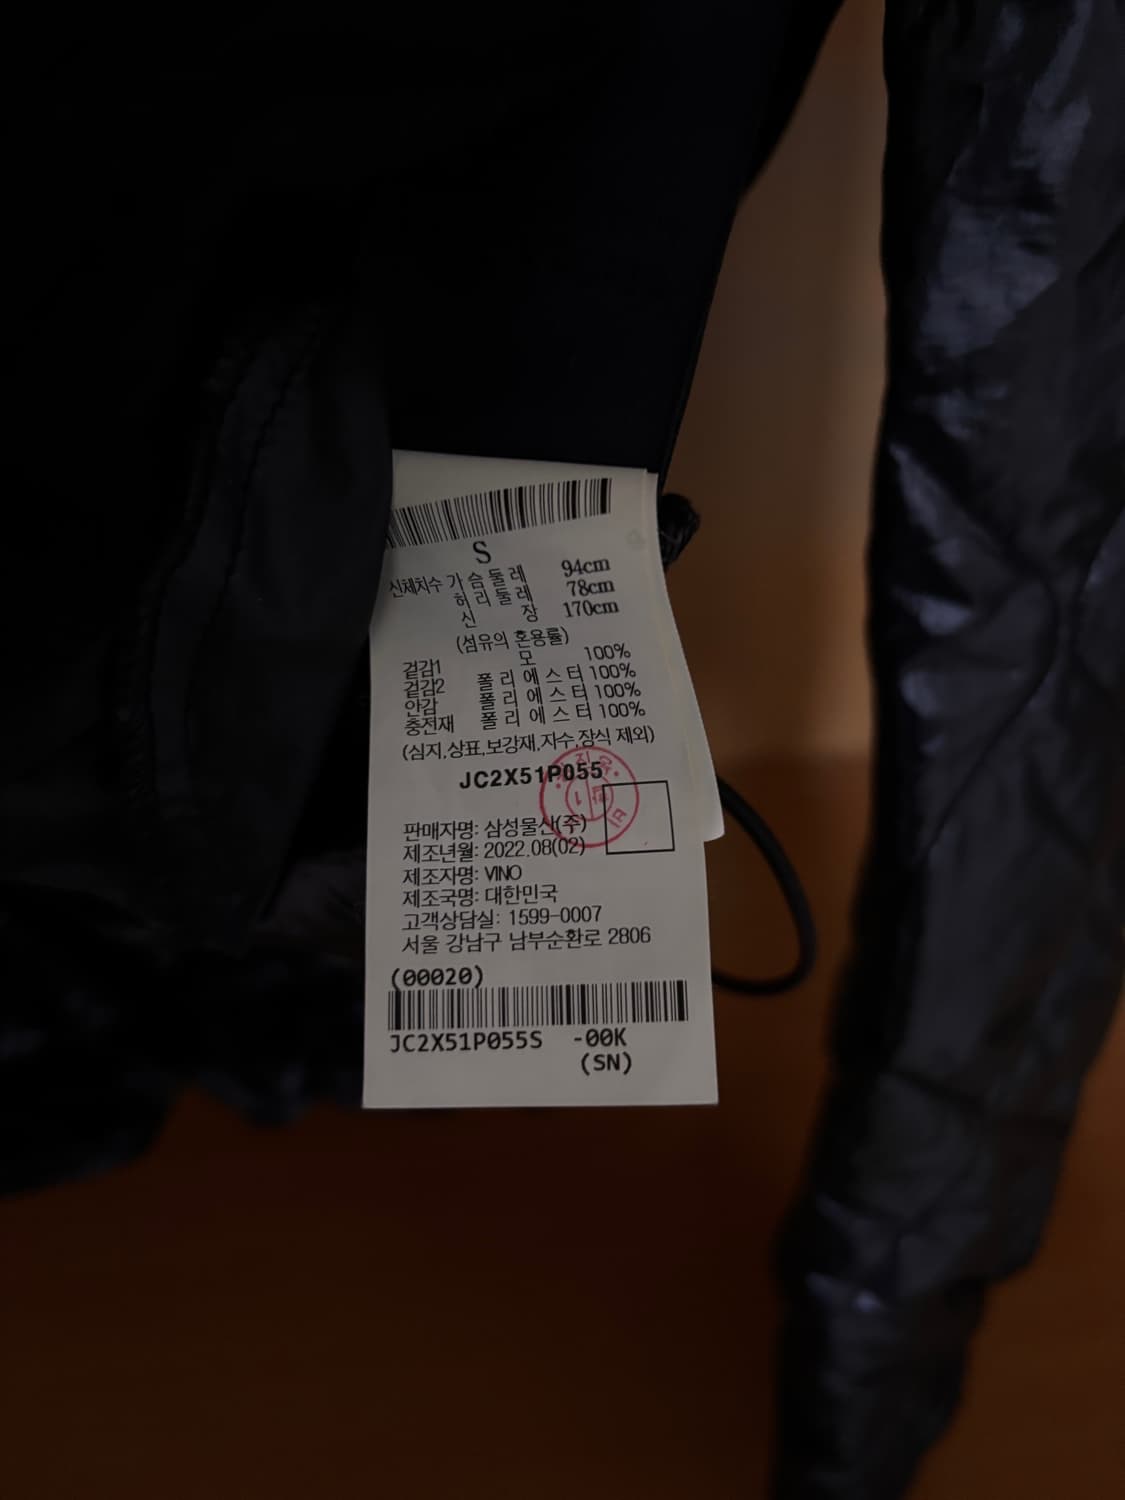 S
신체치수 가슴둘레 94cm
허리둘레 78cm
신장 170cm
(섬유의 혼용률)
겉감1 모 100%
겉감2 폴리에스터 100%
안감 폴리에스터 100%
충전재 폴리에스터 100%
(심지,상표,보강재,자수,장식 제외)
JC2X51P055
판매자명: 삼성물산(주)
제조년월: 2022.08(02)
제조자명: VINO
제조국명: 대한민국
고객상담실: 1599-0007
서울 강남구 남부순환로 2806
(00020)
JC2X51P055S -00K
(SN)